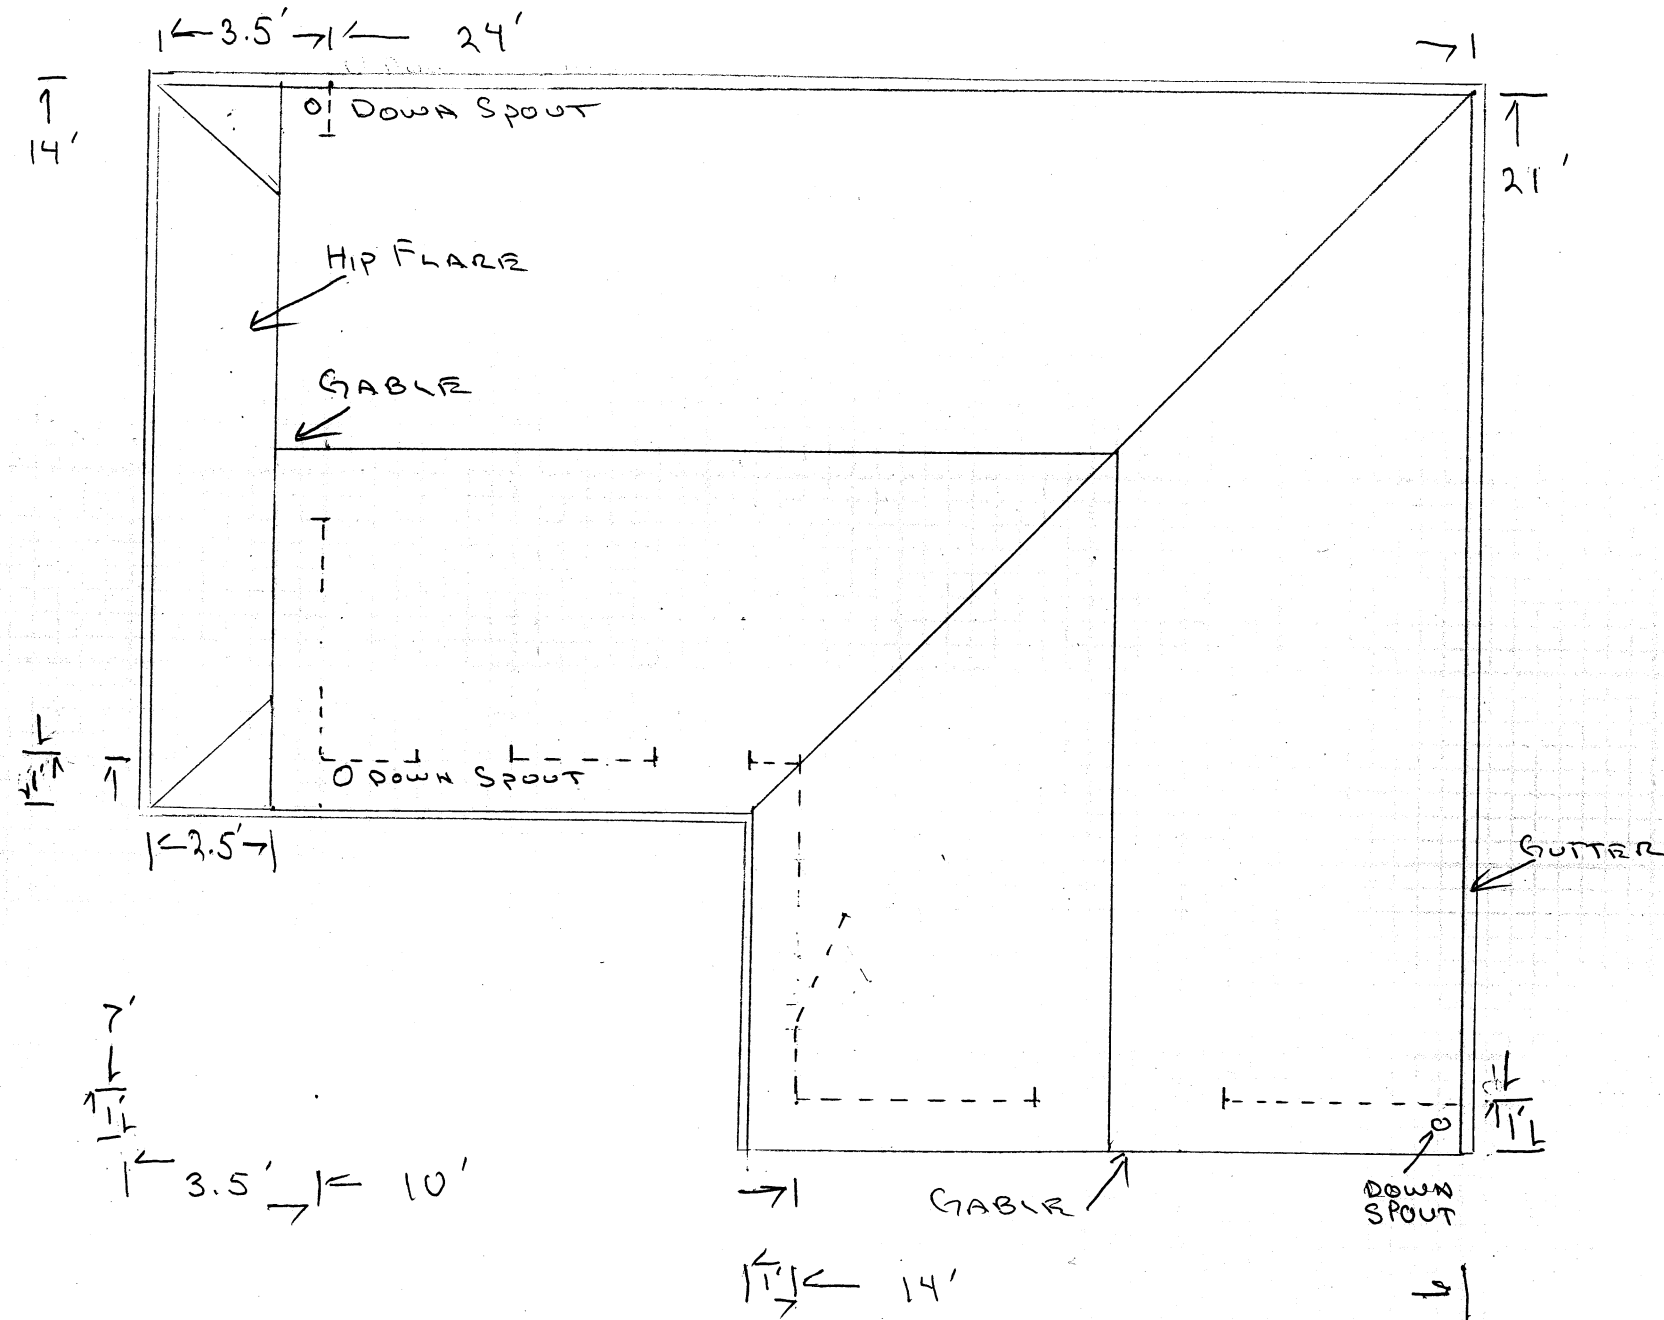 3.5' 24'
DOWN SPOUT
14'
21'
HIP FLARE
GABLE
1'
DOWN SPOUT
2.5'
GUTTER
7'
1'
1'
3.5' 10'
GABLE
DOWN
SPOUT
1' 14'